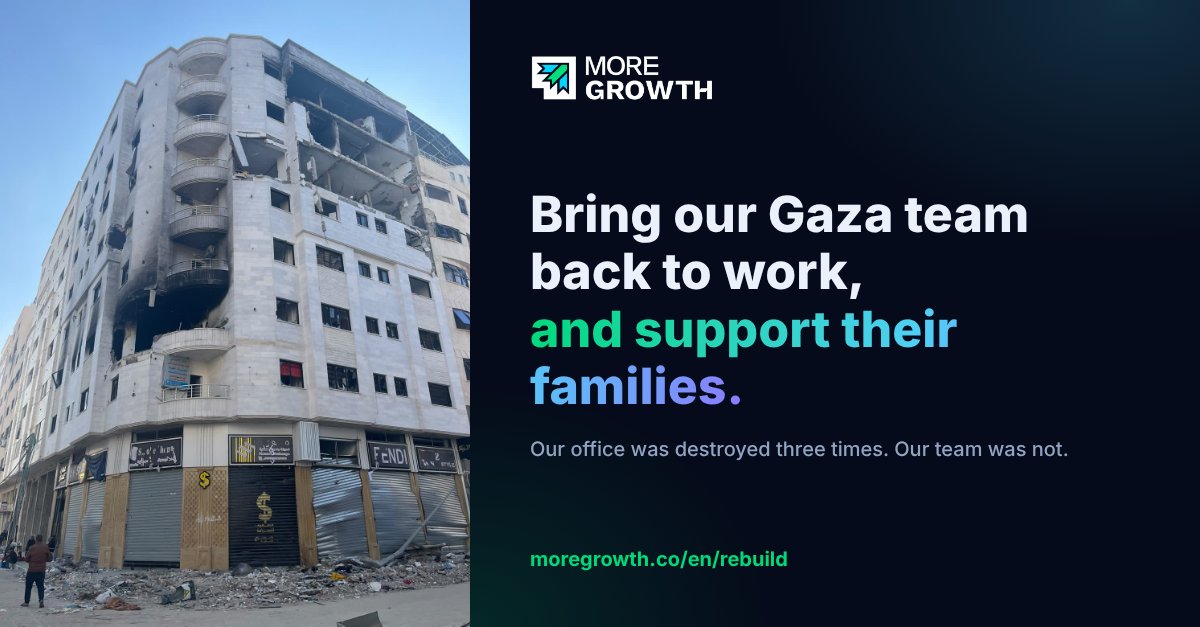 MORE
GROWTH
Bring our Gaza team
back to work,
and support their
families.
Our office was destroyed three times. Our team was not.
moregrowth.co/en/rebuild
FENDI
$
$